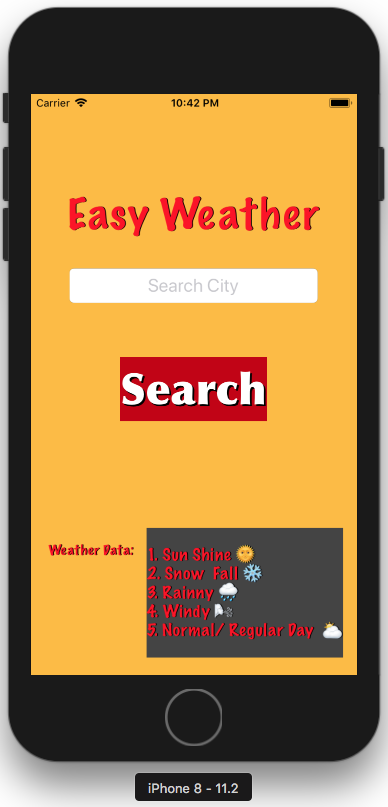 Carrier 10:42 PM
Easy Weather
Search City
Search
Weather Data:
1. Sun Shine 🌞
2. Snow Fall ❄️
3. Rainny 🌧
4. Windy 🌬
5. Normal/ Regular Day 🌥
iPhone 8 - 11.2